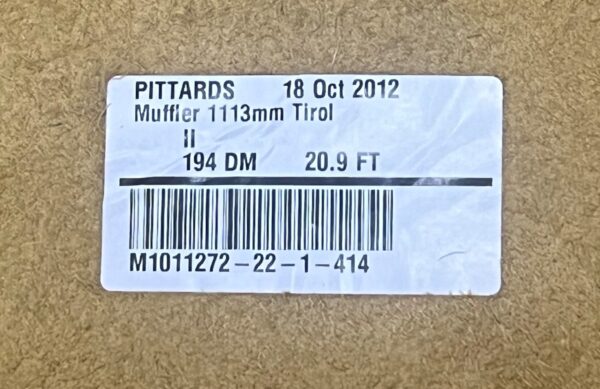 PITTARDS 18 Oct 2012
Muffler 1113mm Tirol
II
194 DM 20.9 FT
M1011272-22-1-414